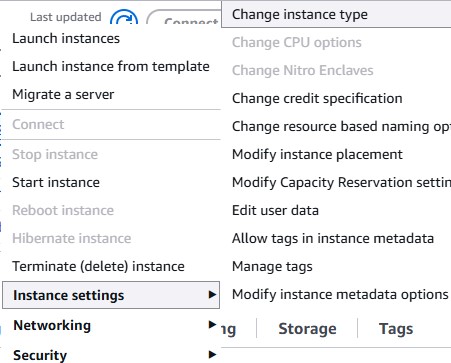 Last updated
Connect
Launch instances
Launch instance from template
Migrate a server
Connect
Stop instance
Start instance
Reboot instance
Hibernate instance
Terminate (delete) instance
Instance settings
Networking
Security
Change instance type
Change CPU options
Change Nitro Enclaves
Change credit specification
Change resource based naming opt
Modify instance placement
Modify Capacity Reservation settin
Edit user data
Allow tags in instance metadata
Manage tags
Modify instance metadata options
ng
Storage
Tags